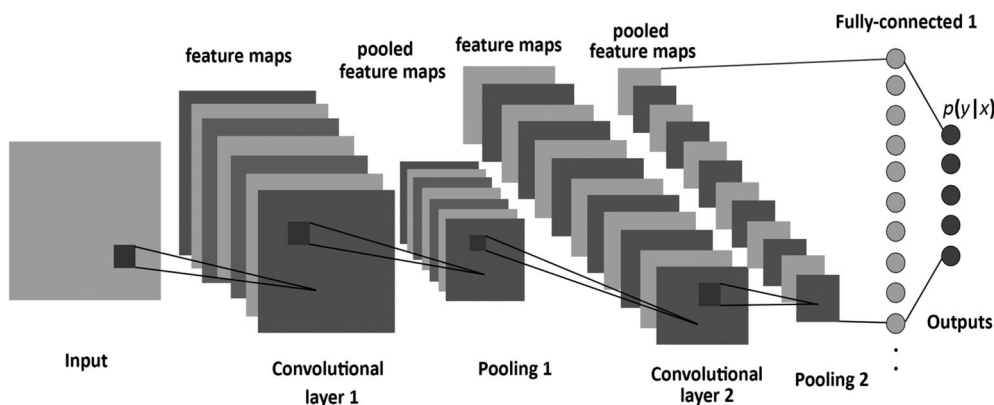 Fully-connected 1
feature maps
pooled
feature maps
feature maps
pooled
feature maps
p(y|x)
Input
Convolutional
layer 1
Pooling 1
Convolutional
layer 2
Pooling 2
Outputs